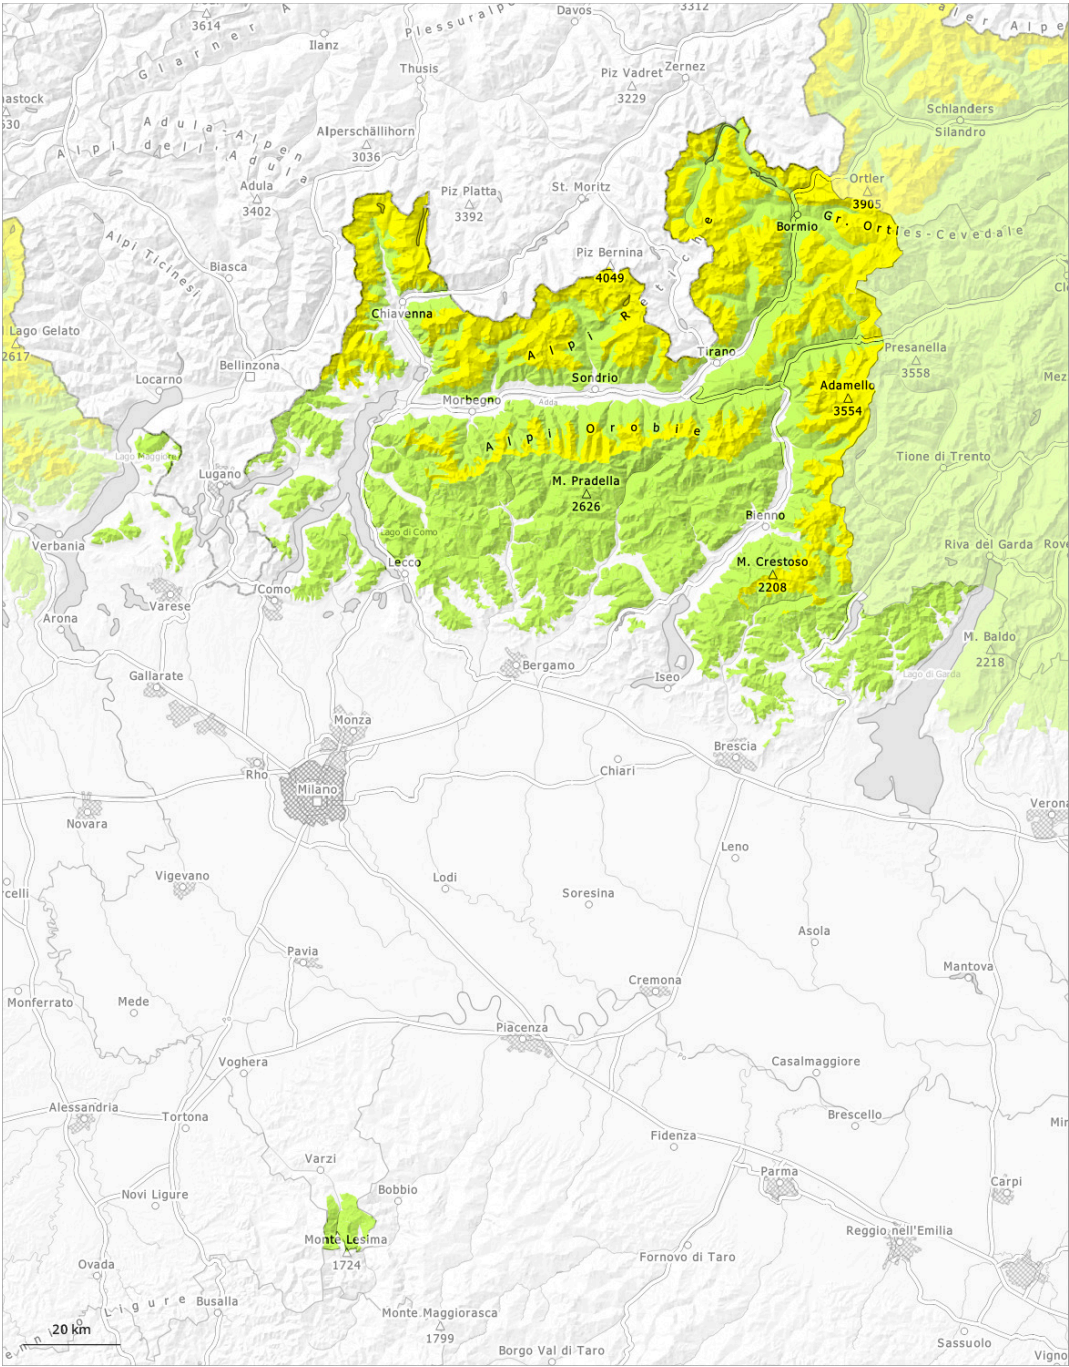 3614
Davos
3312
Plessuralpe
Glarner A
Ilanz
Thusis
Zernez
Piz Vadret
3229
Schlanders
Silandro
Adula-Alpen
Alpi dell'Adula
Alperschällihorn
3036
Adula
3402
Piz Platta
3392
St. Moritz
Ortler
3905
Gr. Ortles-Cevedale
Bormio
Alpi Ticinesi
Biasca
Piz Bernina
4049
Chiavenna
Alpi Retiche
Lago Gelato
2617
Locarno
Bellinzona
Tirano
Presanella
3558
Sondrio
Morbegno
Adda
Adamello
3554
Alpi Orobie
Lago Maggiore
Lugano
Tione di Trento
M. Pradella
2626
Bienno
Verbania
Lago di Como
Riva del Garda
Lecco
M. Crestoso
2208
Varese
Como
Arona
M. Baldo
2218
Bergamo
Iseo
Lago di Garda
Gallarate
Monza
Brescia
Rho
Chiari
Milano
Novara
Verona
Leno
Vigevano
Lodi
Soresina
Asola
Pavia
Mantova
Cremona
Monferrato
Mede
Piacenza
Voghera
Casalmaggiore
Alessandria
Tortona
Brescello
Fidenza
Varzi
Parma
Bobbio
Carpi
Novi Ligure
Monte Lesima
1724
Reggio nell'Emilia
Fornovo di Taro
Ovada
Busalla
Ligure
Monte Maggiorasca
1799
20 km
Sassuolo
Borgo Val di Taro
Vigno